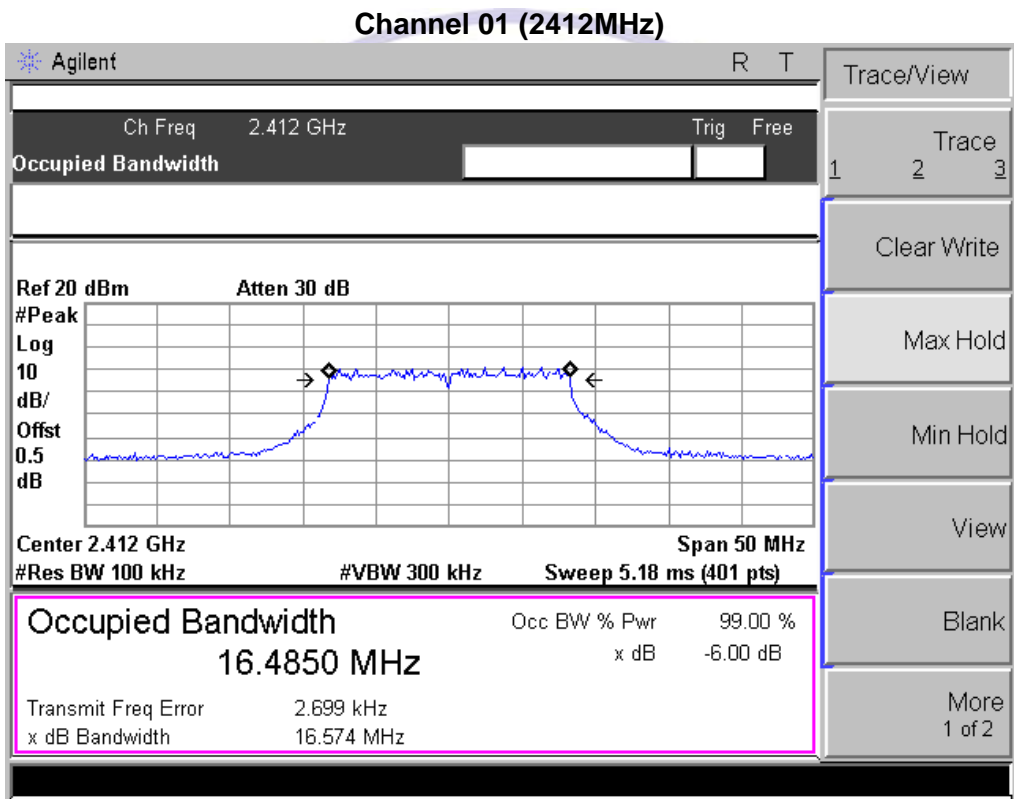 Channel 01 (2412MHz)
Agilent R T
Trace/View
Ch Freq 2.412 GHz Trig Free
Occupied Bandwidth
Trace
1 2 3
Clear Write
Ref 20 dBm Atten 30 dB
#Peak
Log
10
dB/
Offst
0.5
dB
Max Hold
Min Hold
View
Center 2.412 GHz Span 50 MHz
#Res BW 100 kHz #VBW 300 kHz Sweep 5.18 ms (401 pts)
Occupied Bandwidth Occ BW % Pwr 99.00 %
16.4850 MHz x dB -6.00 dB
Transmit Freq Error 2.699 kHz
x dB Bandwidth 16.574 MHz
Blank
More
1 of 2